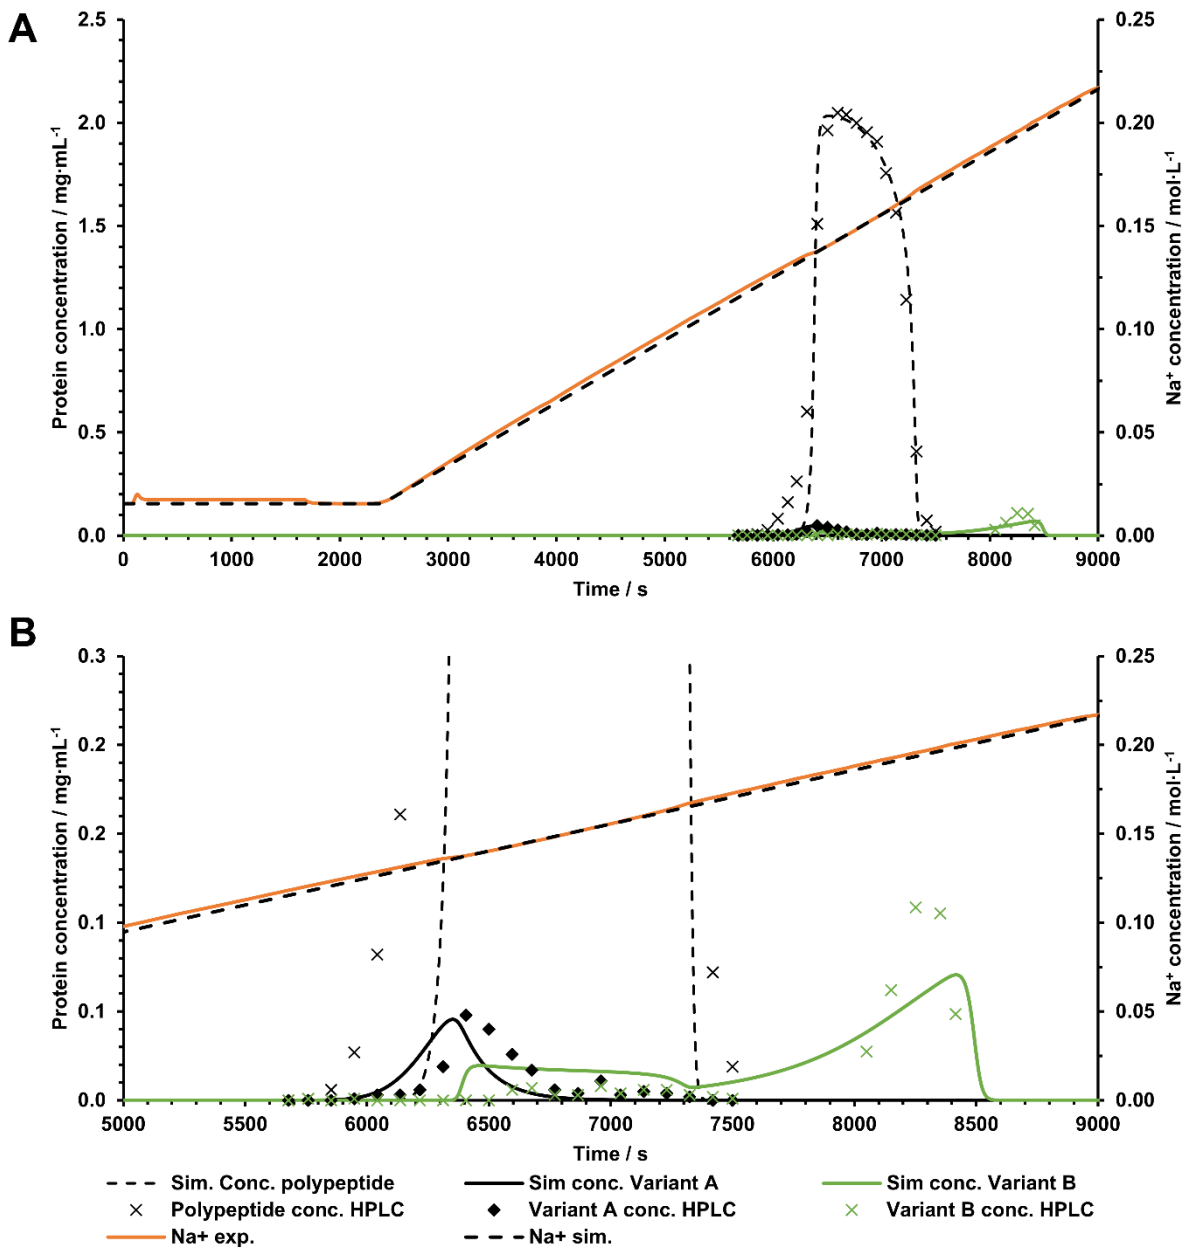 A
2.5
2.0
1.5
1.0
0.5
0.0
Protein concentration / mg·mL⁻¹
0.25
0.20
0.15
0.10
0.05
0.00
Na⁺ concentration / mol·L⁻¹
0 1000 2000 3000 4000 5000 6000 7000 8000 9000
Time / s
B
0.3
0.2
0.2
0.1
0.1
0.0
Protein concentration / mg·mL⁻¹
0.25
0.20
0.15
0.10
0.05
0.00
Na⁺ concentration / mol·L⁻¹
5000 5500 6000 6500 7000 7500 8000 8500 9000
Time / s
Sim. Conc. polypeptide Sim conc. Variant A Sim conc. Variant B
Polypeptide conc. HPLC Variant A conc. HPLC Variant B conc. HPLC
Na+ exp. Na+ sim.